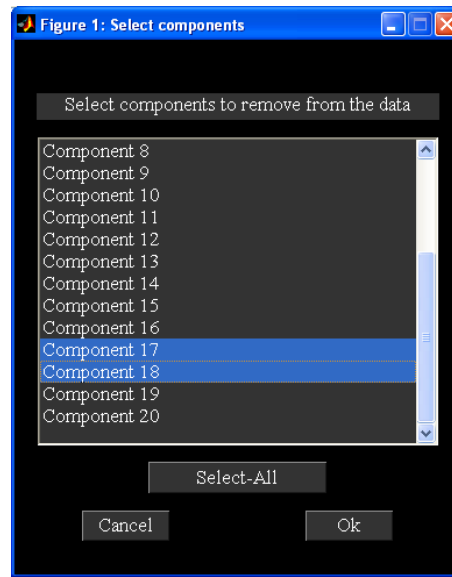 Figure 1: Select components
Select components to remove from the data
Component 8
Component 9
Component 10
Component 11
Component 12
Component 13
Component 14
Component 15
Component 16
Component 17
Component 18
Component 19
Component 20
Select-All
Cancel Ok